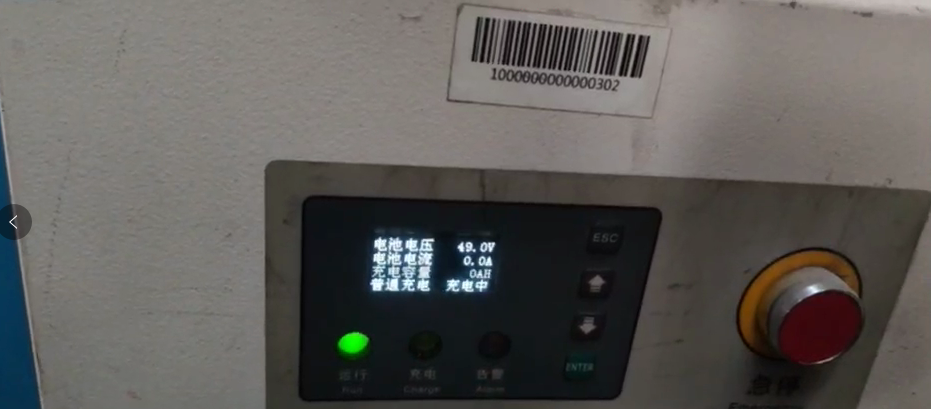 1000000000000302
电池电压 49.0V
电池电流 0.0A
充电容量 0AH
普通充电 充电中
ESC
ENTER
运行 充电 告警
Run Charge Alarm
急停